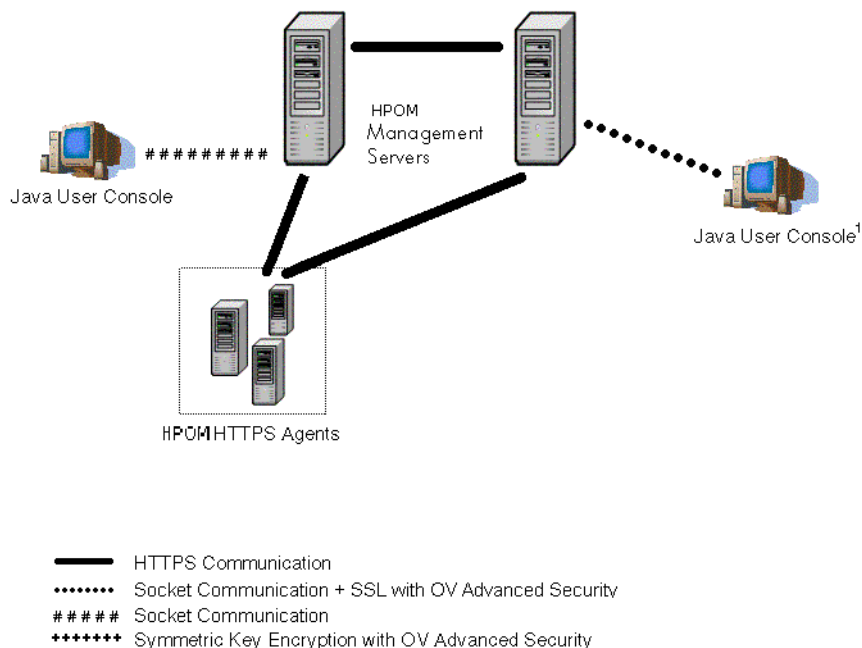 HPOM
Management
Servers
#########
Java User Console
Java User Console1
HPOM HTTPS Agents
HTTPS Communication
Socket Communication + SSL with OV Advanced Security
##### Socket Communication
+++++++ Symmetric Key Encryption with OV Advanced Security